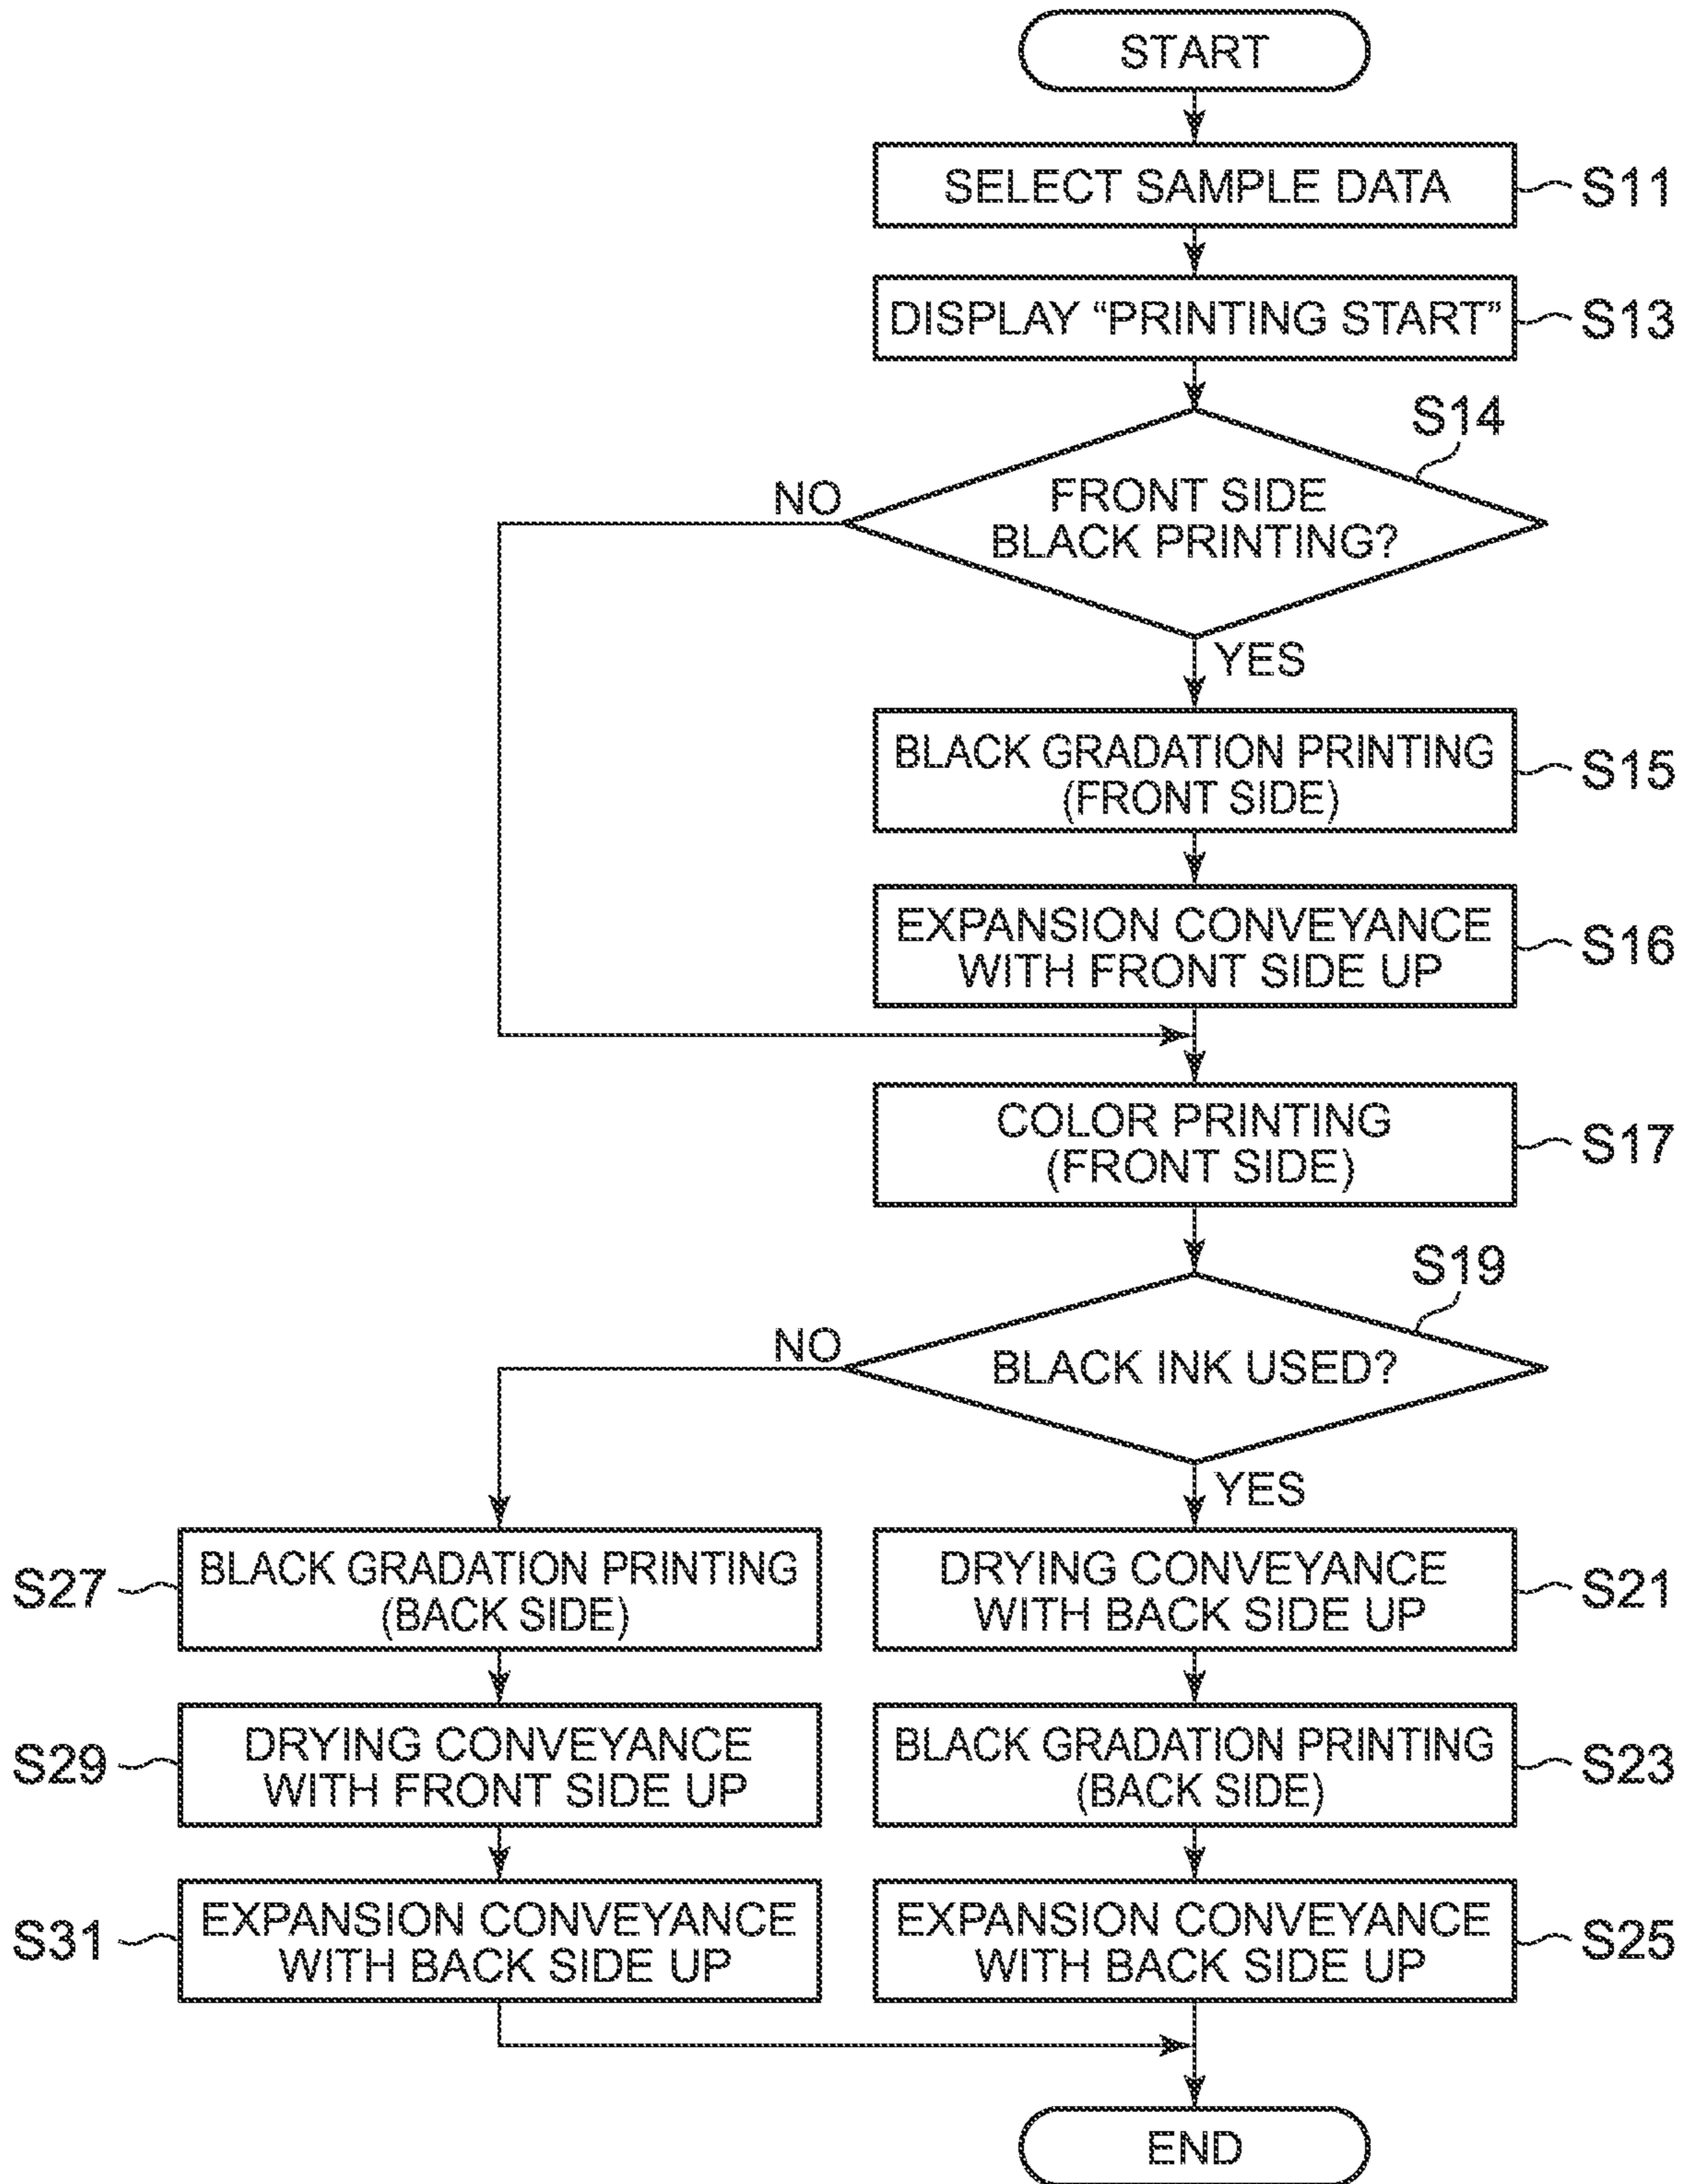 START
SELECT SAMPLE DATA
S11
DISPLAY “PRINTING START”
S13
S14
FRONT SIDE
BLACK PRINTING?
NO
YES
BLACK GRADATION PRINTING
(FRONT SIDE)
S15
EXPANSION CONVEYANCE
WITH FRONT SIDE UP
S16
COLOR PRINTING
(FRONT SIDE)
S17
S19
BLACK INK USED?
NO
YES
S27
BLACK GRADATION PRINTING
(BACK SIDE)
DRYING CONVEYANCE
WITH BACK SIDE UP
S21
S29
DRYING CONVEYANCE
WITH FRONT SIDE UP
BLACK GRADATION PRINTING
(BACK SIDE)
S23
S31
EXPANSION CONVEYANCE
WITH BACK SIDE UP
EXPANSION CONVEYANCE
WITH BACK SIDE UP
S25
END